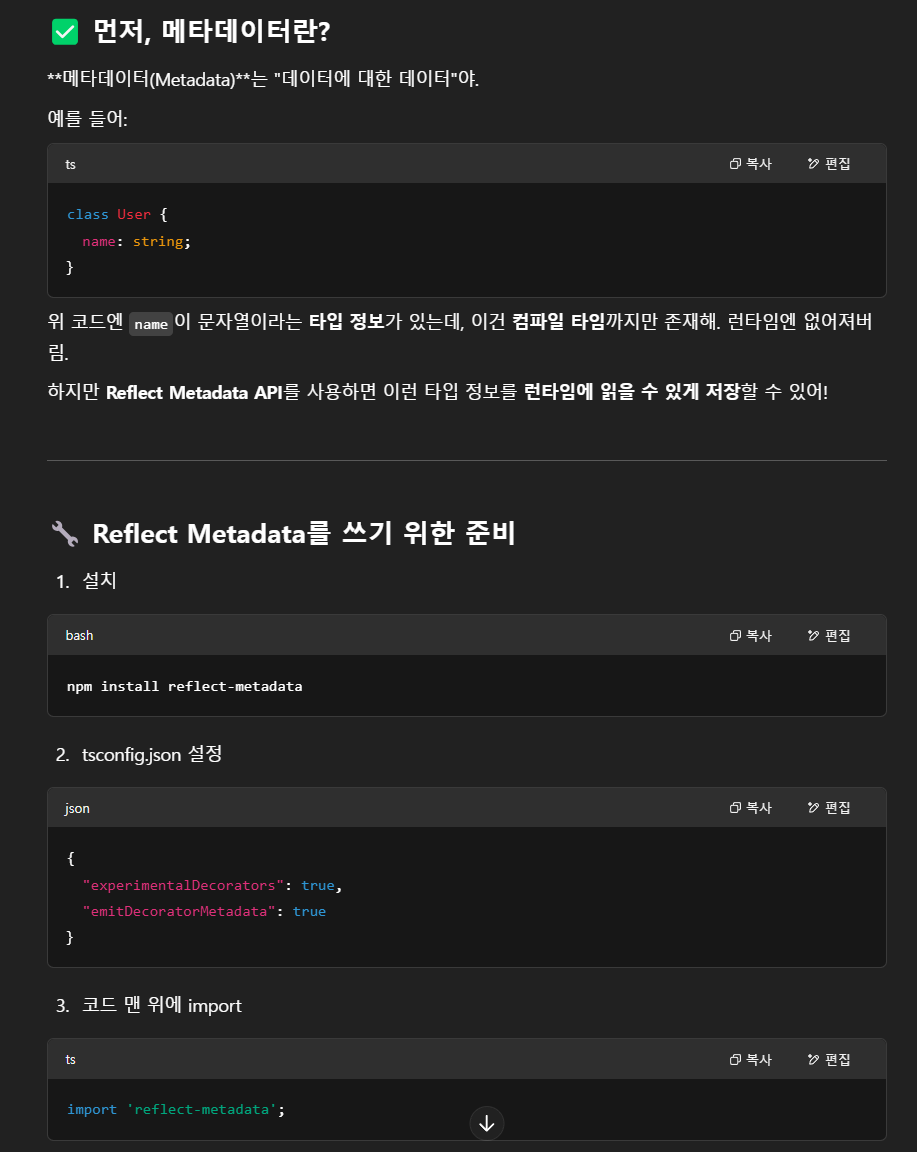 ✅ 먼저, 메타데이터란?
**메타데이터(Metadata)**는 "데이터에 대한 데이터"야.
예를 들어:
ts 복사 편집
class User {
  name: string;
}
위 코드엔 name이 문자열이라는 타입 정보가 있는데, 이건 컴파일 타임까지만 존재해. 런타임엔 없어져버
림.
하지만 Reflect Metadata API를 사용하면 이런 타입 정보를 런타임에 읽을 수 있게 저장할 수 있어!
🔧 Reflect Metadata를 쓰기 위한 준비
1. 설치
bash 복사 편집
npm install reflect-metadata
2. tsconfig.json 설정
json 복사 편집
{
  "experimentalDecorators": true,
  "emitDecoratorMetadata": true
}
3. 코드 맨 위에 import
ts 복사 편집
import 'reflect-metadata';